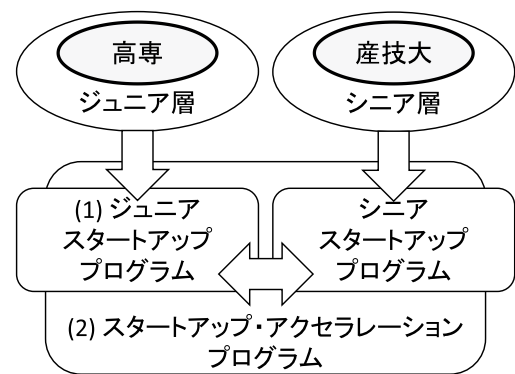 高専
ジュニア層
産技大
シニア層
(1) ジュニア
スタートアップ
プログラム
シニア
スタートアップ
プログラム
(2) スタートアップ・アクセラレーション
プログラム